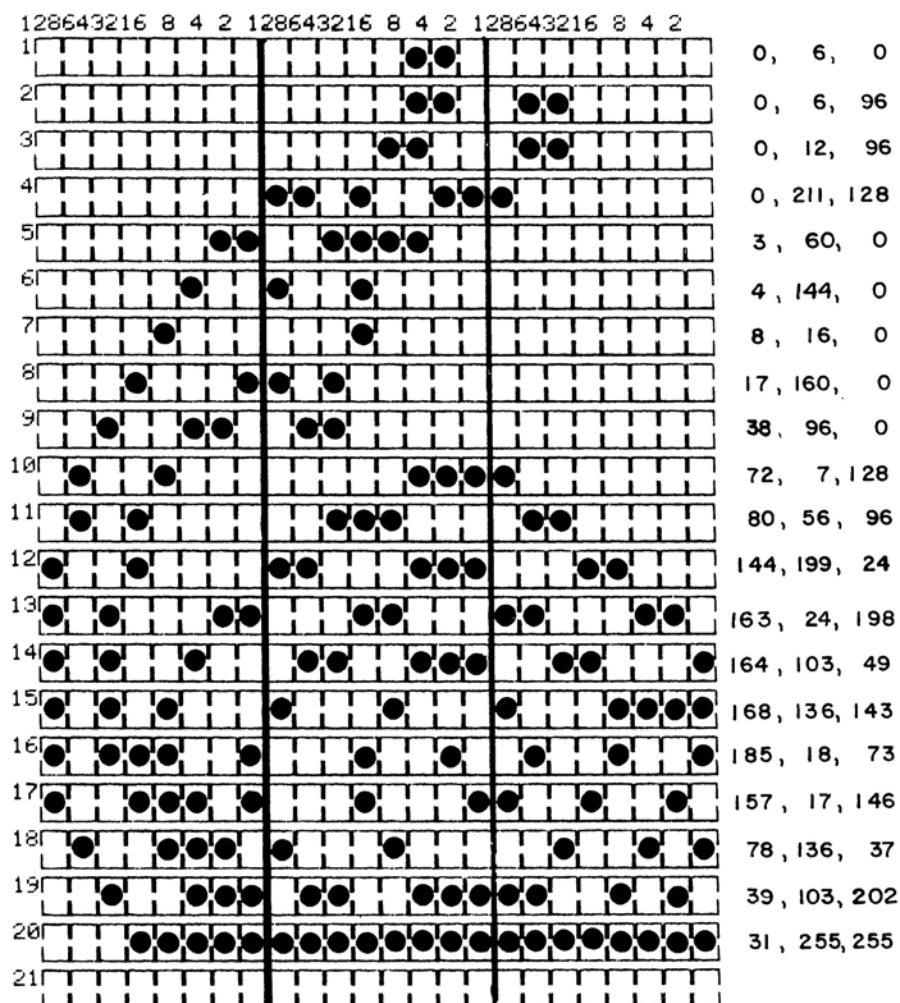 128 64 32 16 8 4 2 1 128 64 32 16 8 4 2 1 128 64 32 16 8 4 2
1 0, 6, 0
2 0, 6, 96
3 0, 12, 96
4 0, 211, 128
5 3, 60, 0
6 4, 144, 0
7 8, 16, 0
8 17, 160, 0
9 38, 96, 0
10 72, 7, 128
11 80, 56, 96
12 144, 199, 24
13 163, 24, 198
14 164, 103, 49
15 168, 136, 143
16 185, 18, 73
17 157, 17, 146
18 78, 136, 37
19 39, 103, 202
20 31, 255, 255
21